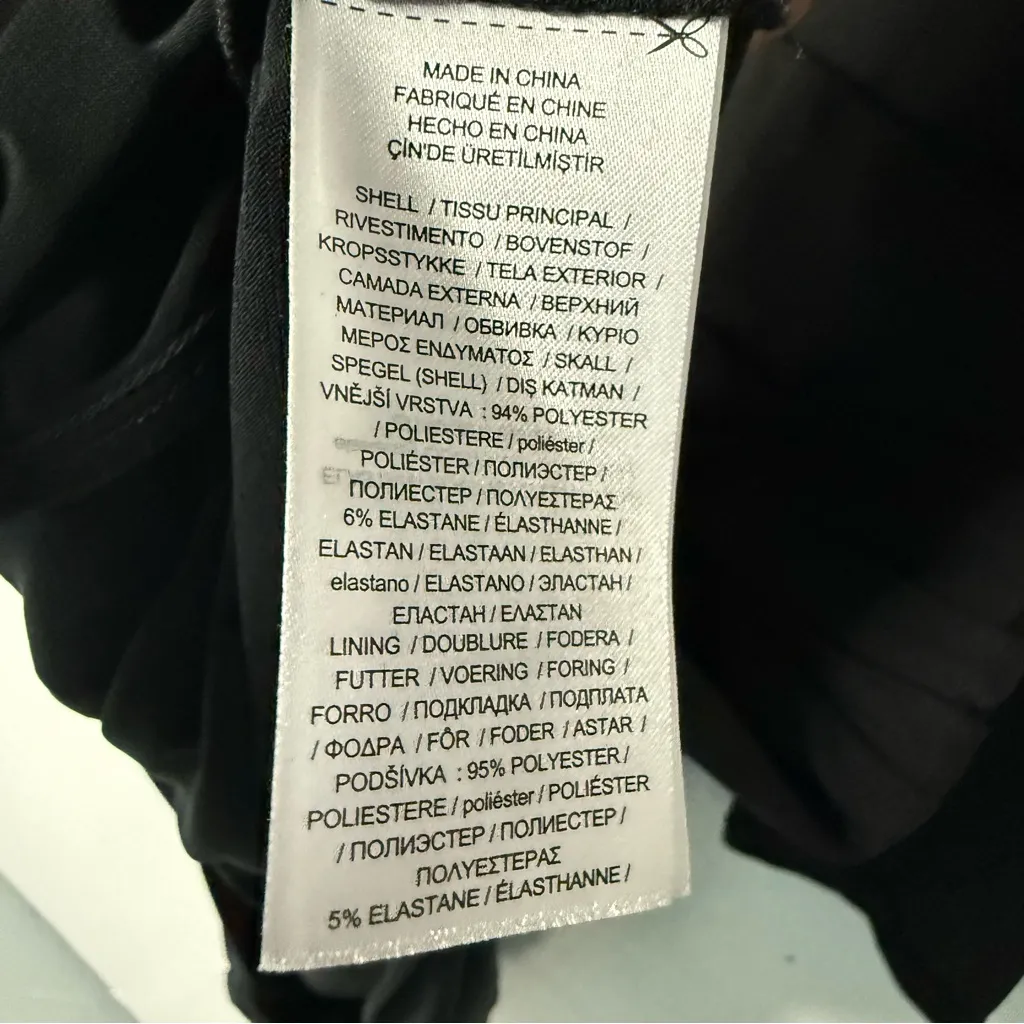 MADE IN CHINA
FABRIQUÉ EN CHINE
HECHO EN CHINA
ÇİN'DE ÜRETİLMİŞTİR
SHELL / TISSU PRINCIPAL /
RIVESTIMENTO / BOVENSTOF /
KROPSSTYKKE / TELA EXTERIOR /
CAMADA EXTERNA / ВЕРХНИЙ
МАТЕРИАЛ / ОБВИВКА / ΚΥΡΙΟ
ΜΕΡΟΣ ΕΝΔΥΜΑΤΟΣ / SKALL /
SPEGEL (SHELL) / DIŞ KATMAN /
VNĚJŠÍ VRSTVA : 94% POLYESTER
/ POLIESTERE / poliéster /
POLIÉSTER / ПОЛИЭСТЕР /
ПОЛИЕСТЕР / ΠΟΛΥΕΣΤΕΡΑΣ
6% ELASTANE / ÉLASTHANNE /
ELASTAN / ELASTAAN / ELASTHAN /
elastano / ELASTANO / ЭЛАСТАН /
ЕЛАСТАН / ΕΛΑΣΤΑΝ
LINING / DOUBLURE / FODERA /
FUTTER / VOERING / FORING /
FORRO / ПОДКЛАДКА / ПОДПЛАТА
/ ΦΟΔΡΑ / FÔR / FODER / ASTAR /
PODŠÍVKA : 95% POLYESTER /
POLIESTERE / poliéster / POLIÉSTER
/ ПОЛИЭСТЕР / ПОЛИЕСТЕР /
ΠΟΛΥΕΣΤΕΡΑΣ
5% ELASTANE / ÉLASTHANNE /